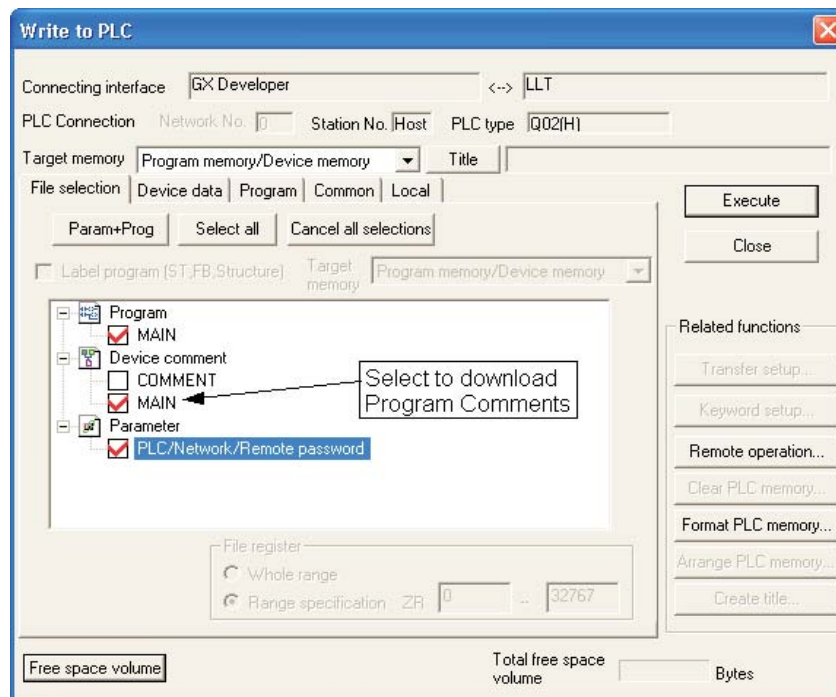 Write to PLC
Connecting interface GX Developer <--> LLT
PLC Connection Network No. 0 Station No. Host PLC type Q02(H)
Target memory Program memory/Device memory Title
File selection Device data Program Common Local
Execute
Param+Prog Select all Cancel all selections
Close
Label program (ST,FB,Structure) Target memory Program memory/Device memory
Program
MAIN
Device comment
COMMENT
MAIN
Select to download
Program Comments
Parameter
PLC/Network/Remote password
Related functions
Transfer setup...
Keyword setup...
Remote operation...
Clear PLC memory...
Format PLC memory...
Arrange PLC memory...
Create title...
File register
Whole range
Range specification ZR 0 .. 32767
Free space volume
Total free space
volume Bytes